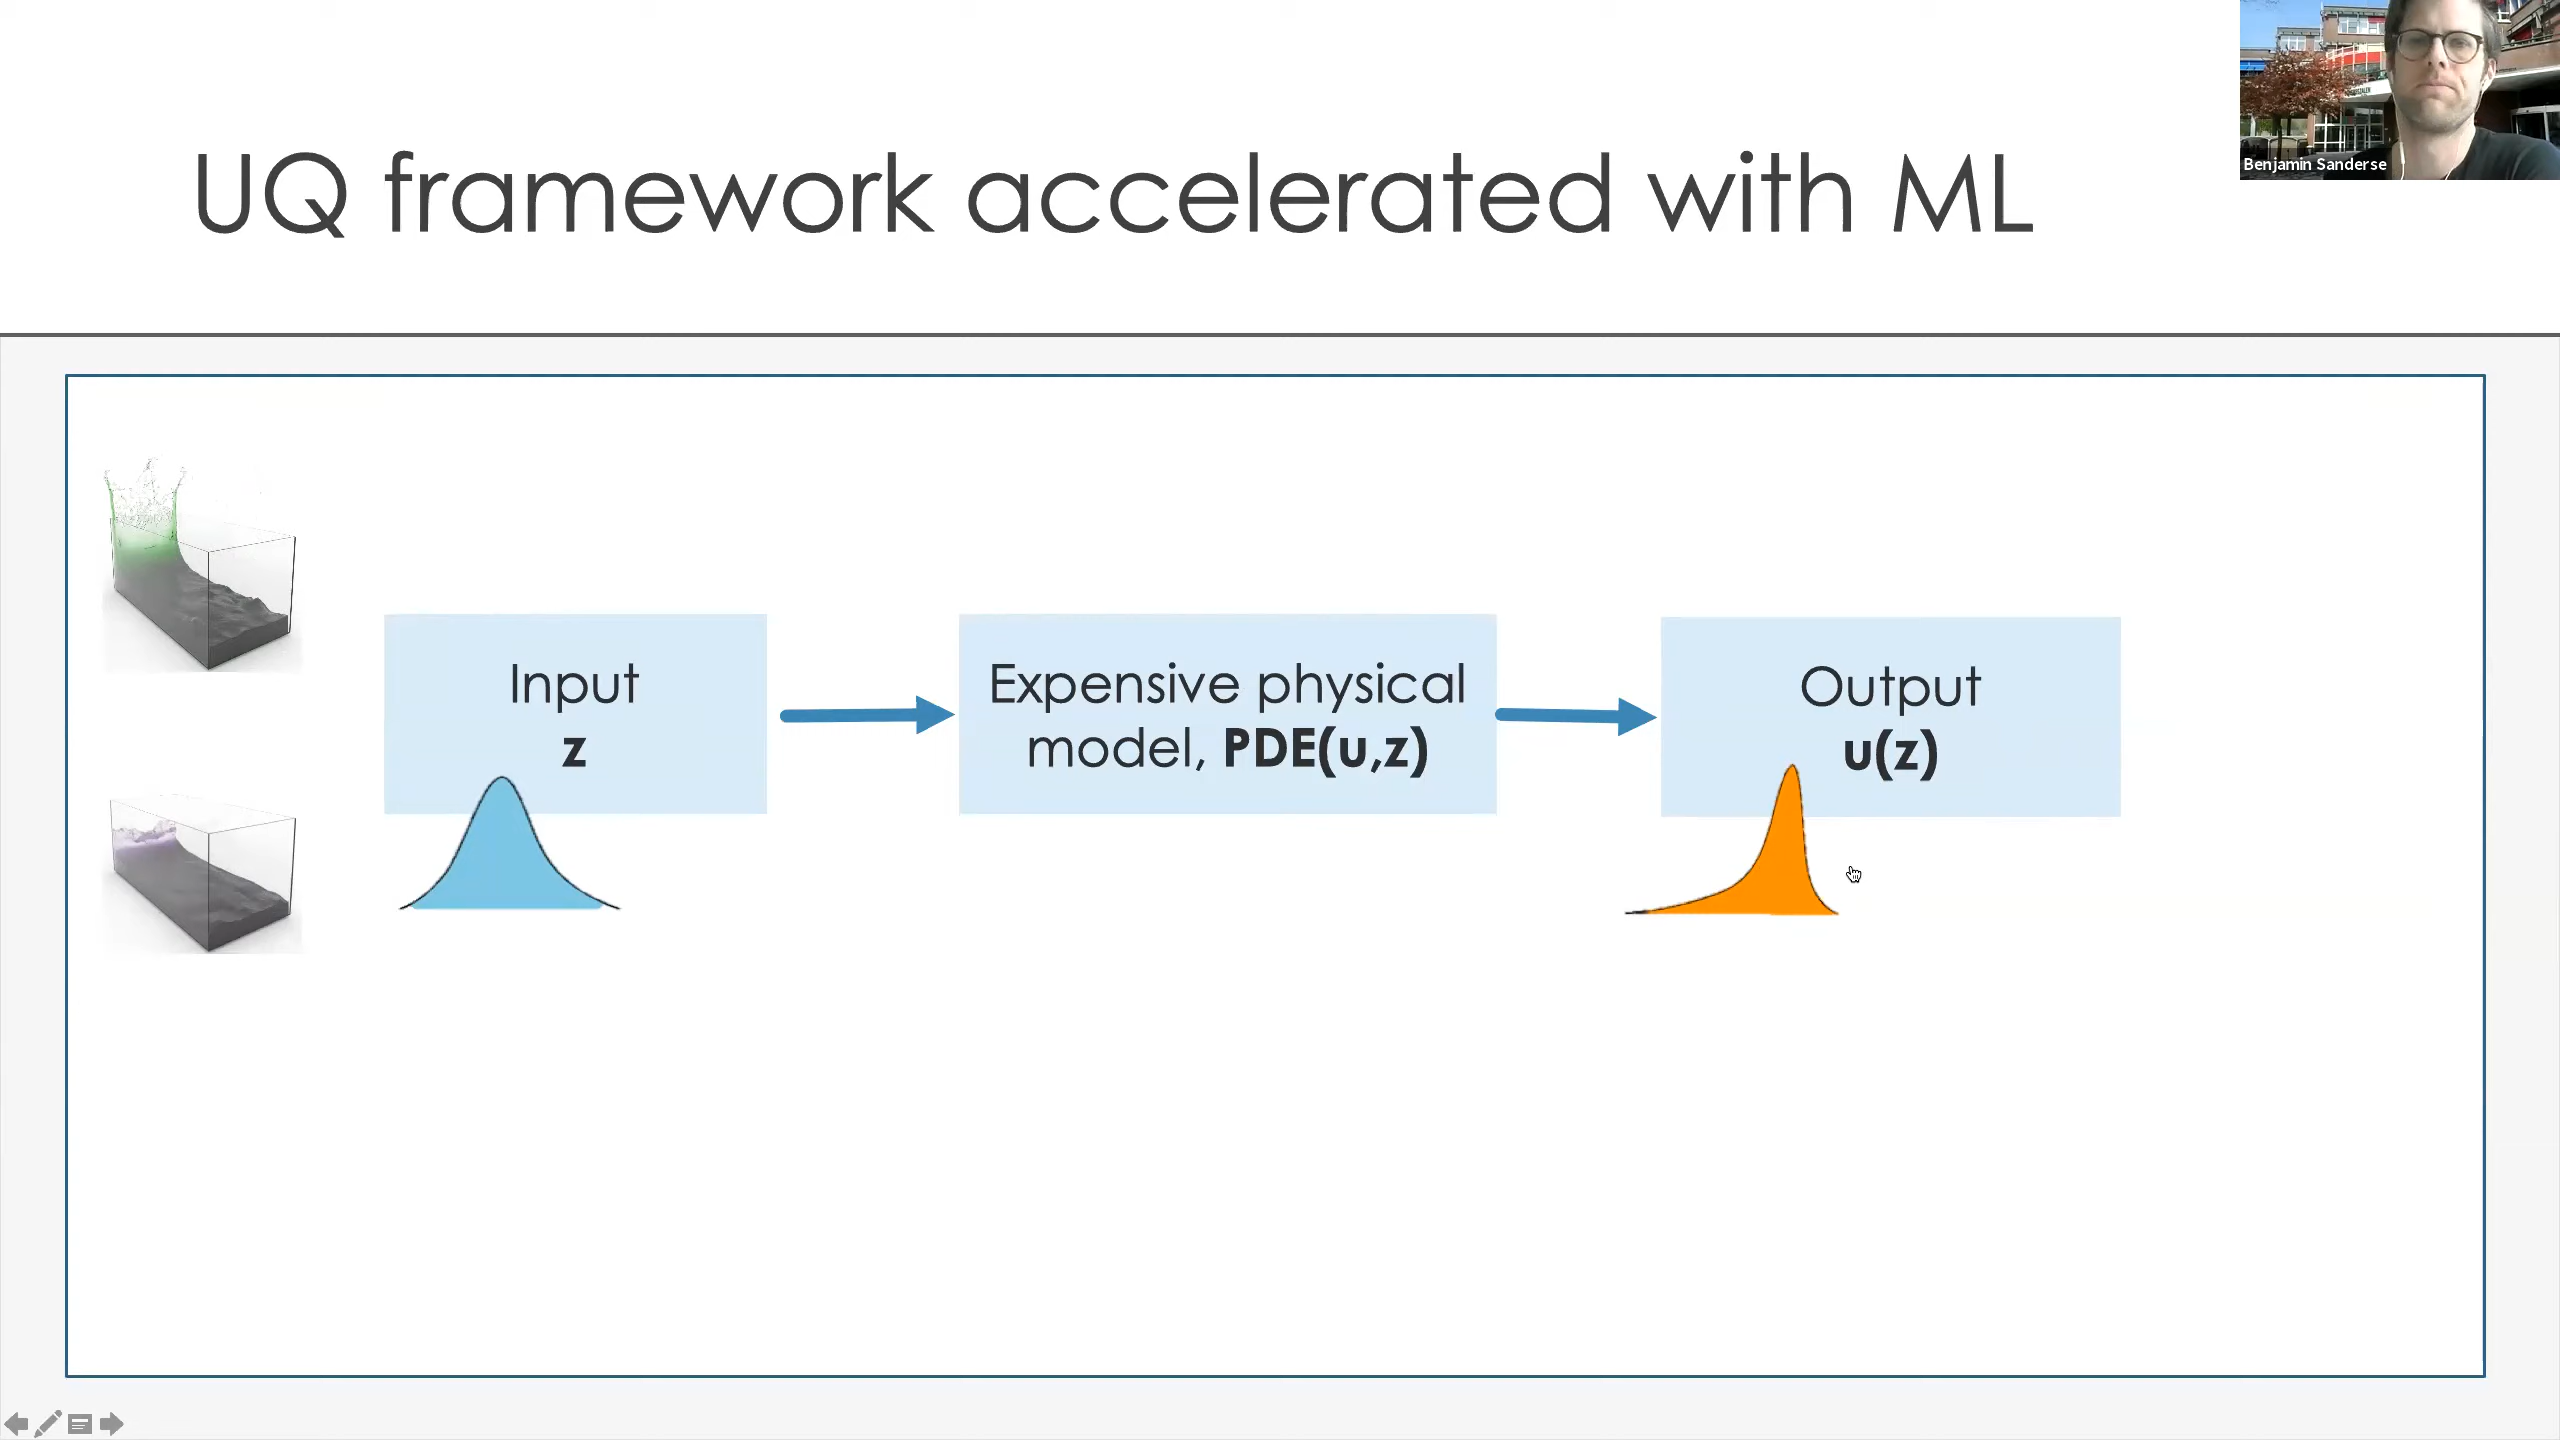 UQ framework accelerated with ML
Benjamin Sanderse
Input
z
Expensive physical
model, PDE(u,z)
Output
u(z)